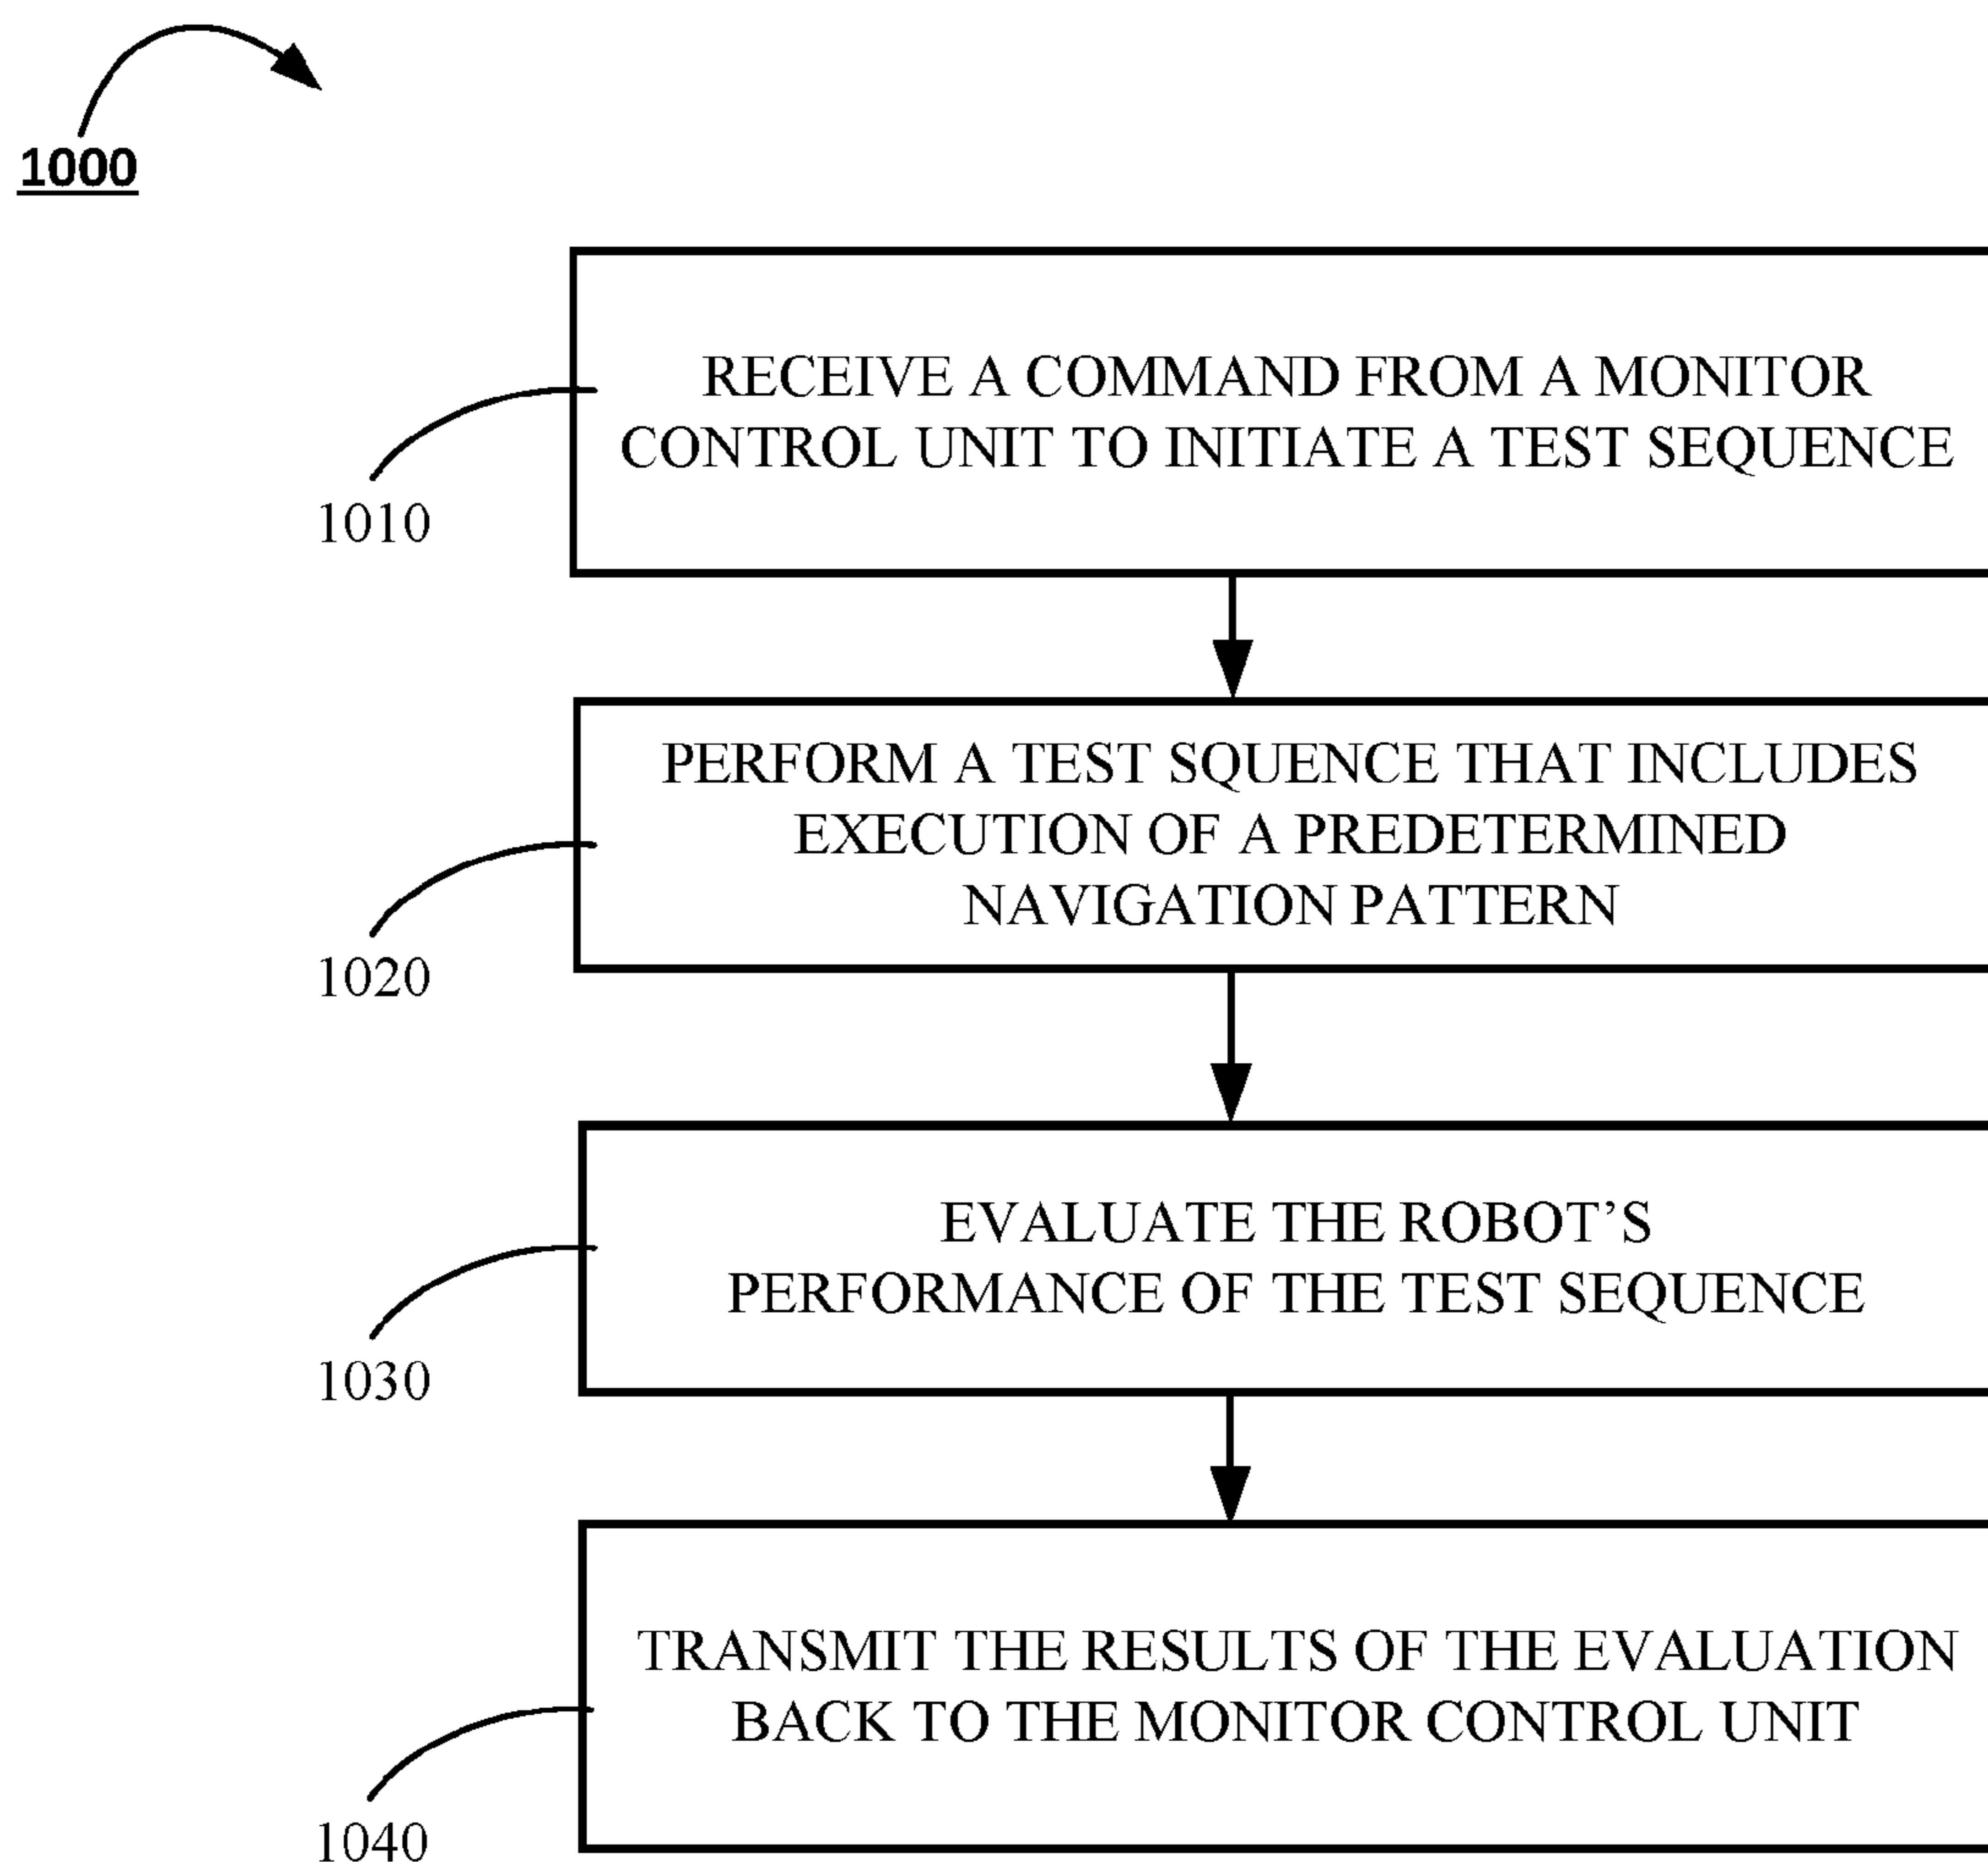 1000
RECEIVE A COMMAND FROM A MONITOR
CONTROL UNIT TO INITIATE A TEST SEQUENCE
1010
PERFORM A TEST SQUENCE THAT INCLUDES
EXECUTION OF A PREDETERMINED
NAVIGATION PATTERN
1020
EVALUATE THE ROBOT’S
PERFORMANCE OF THE TEST SEQUENCE
1030
TRANSMIT THE RESULTS OF THE EVALUATION
BACK TO THE MONITOR CONTROL UNIT
1040